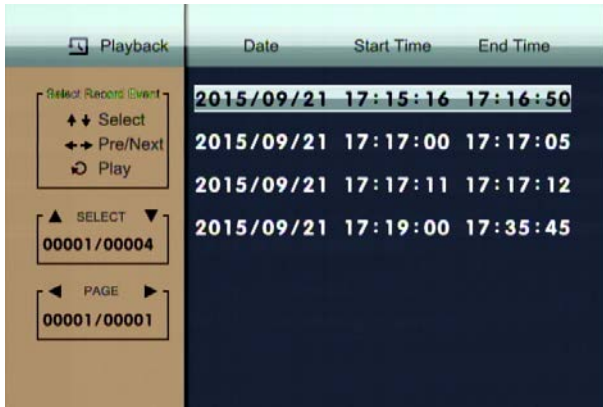 Playback Date Start Time End Time
Select Record Event
Select
Pre/Next
Play
SELECT
00001/00004
PAGE
00001/00001
2015/09/21 17:15:16 17:16:50
2015/09/21 17:17:00 17:17:05
2015/09/21 17:17:11 17:17:12
2015/09/21 17:19:00 17:35:45